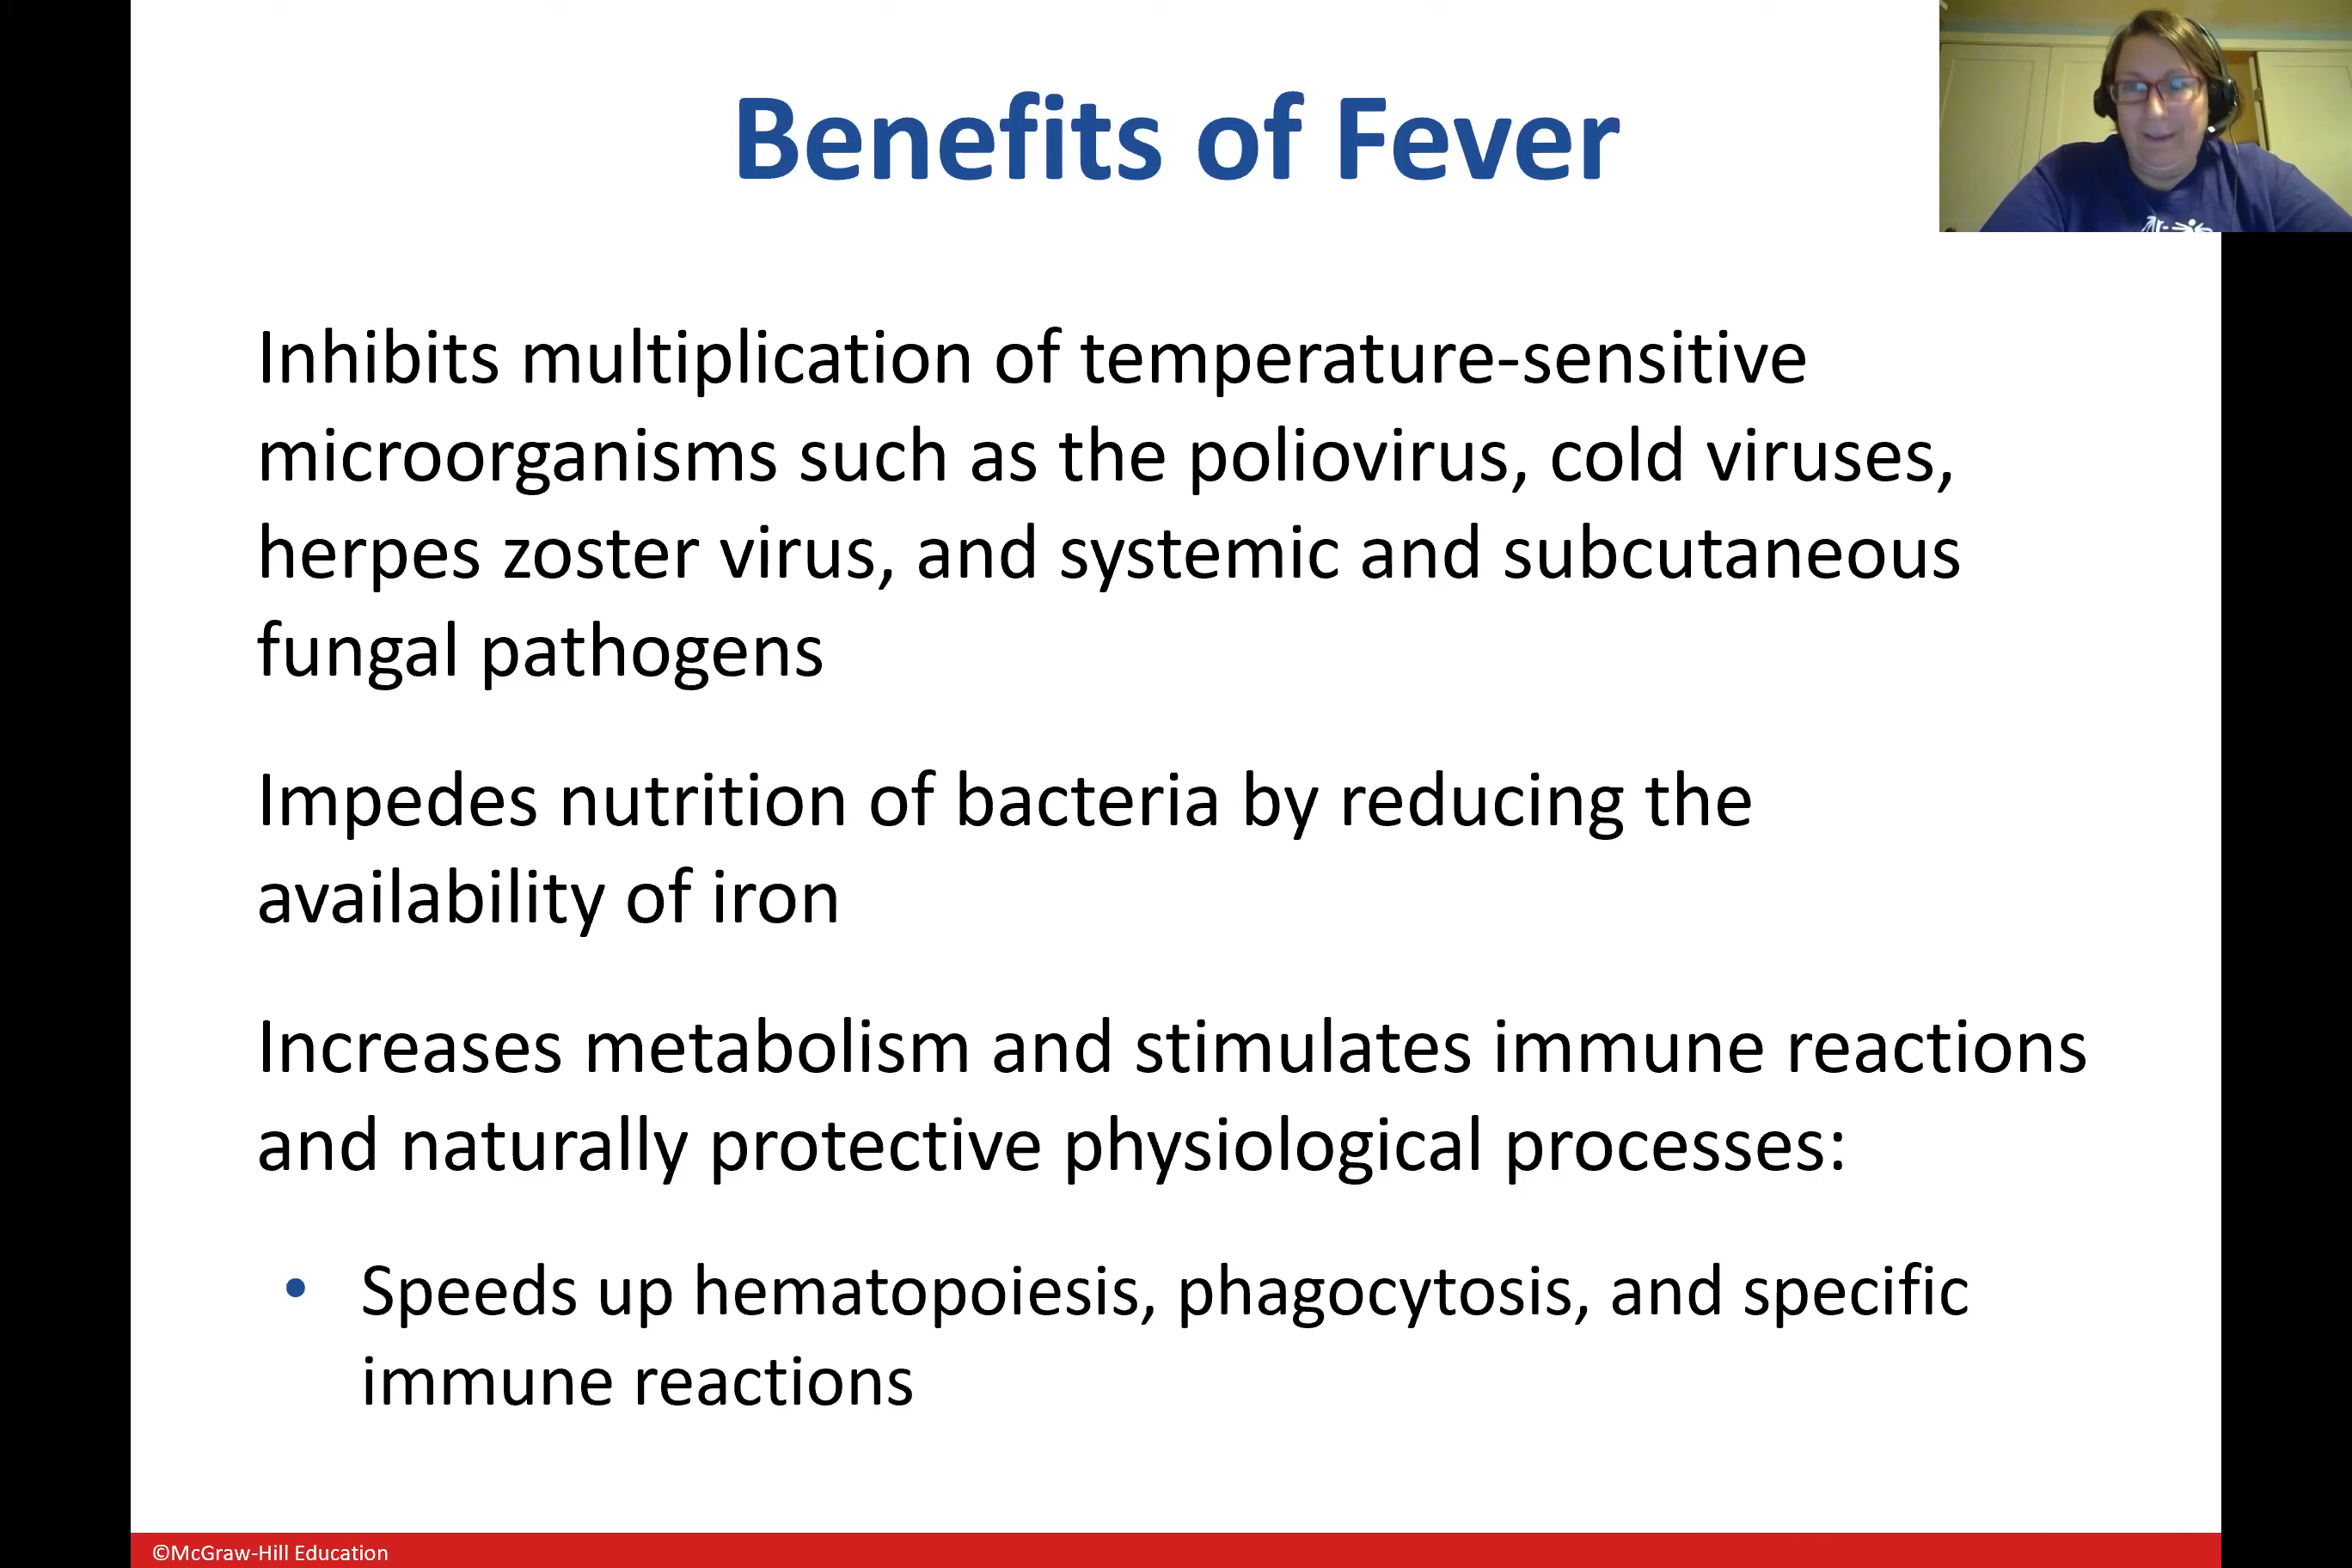 Benefits of Fever
Inhibits multiplication of temperature-sensitive
microorganisms such as the poliovirus, cold viruses,
herpes zoster virus, and systemic and subcutaneous
fungal pathogens
Impedes nutrition of bacteria by reducing the
availability of iron
Increases metabolism and stimulates immune reactions
and naturally protective physiological processes:
• Speeds up hematopoiesis, phagocytosis, and specific
immune reactions
©McGraw-Hill Education